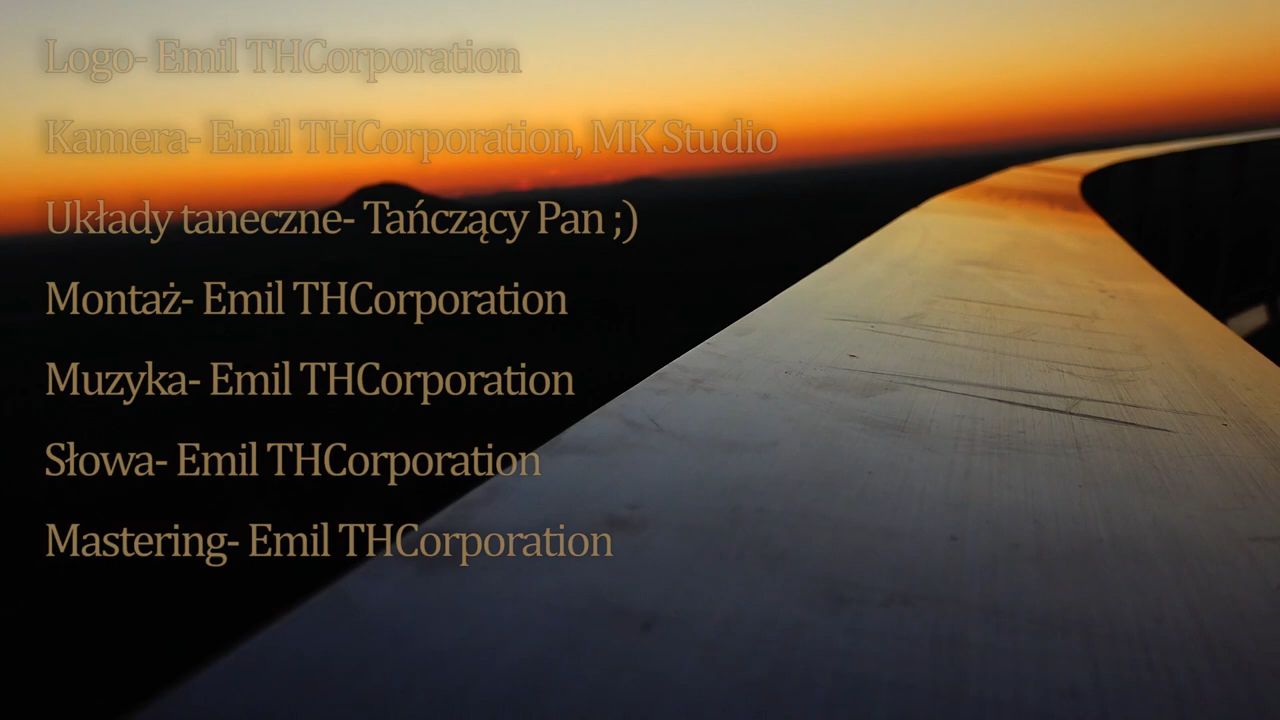 Logo- Emil THCorporation
Kamera- Emil THCorporation, MK Studio
Układy taneczne- Tańczący Pan ;)
Montaż- Emil THCorporation
Muzyka- Emil THCorporation
Słowa- Emil THCorporation
Mastering- Emil THCorporation